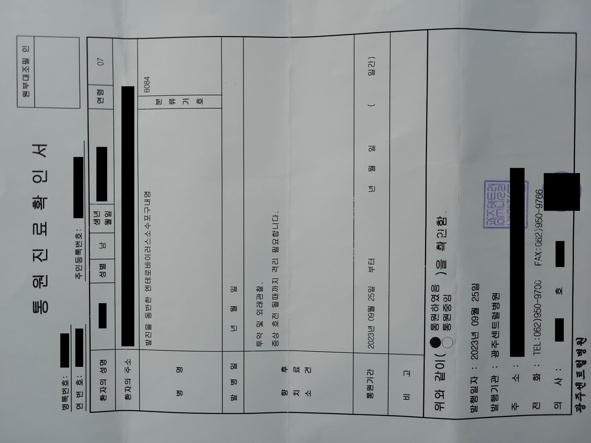 원부대조필 인
통원진료확인서
병록번호:
연 번 호:
주민등록번호:
환자의 성명
성별 남
생년월일
연령 07
환자의 주소
병 명
발진을 동반한 엔테로바이러스소수포구내염
분류기호
B084
발 병 일
년 월 일
향 후 치 료 소 견
투약 및 외래관찰.
증상 호전 될때까지 격리 필요합니다.
통원기간
2023년 09월 25일 부터
년 월 일 ( 일간)
비 고
위와 같이( ● 통원하였음 ○ 통원중임 )을 확인함
발행일자 : 2023년 09월 25일
발행기관 : 광주센트럴병원
주 소 :
전 화 : TEL:(062)950-9700 FAX:(062)950-9766
의 사 : 호
광주센트럴병원